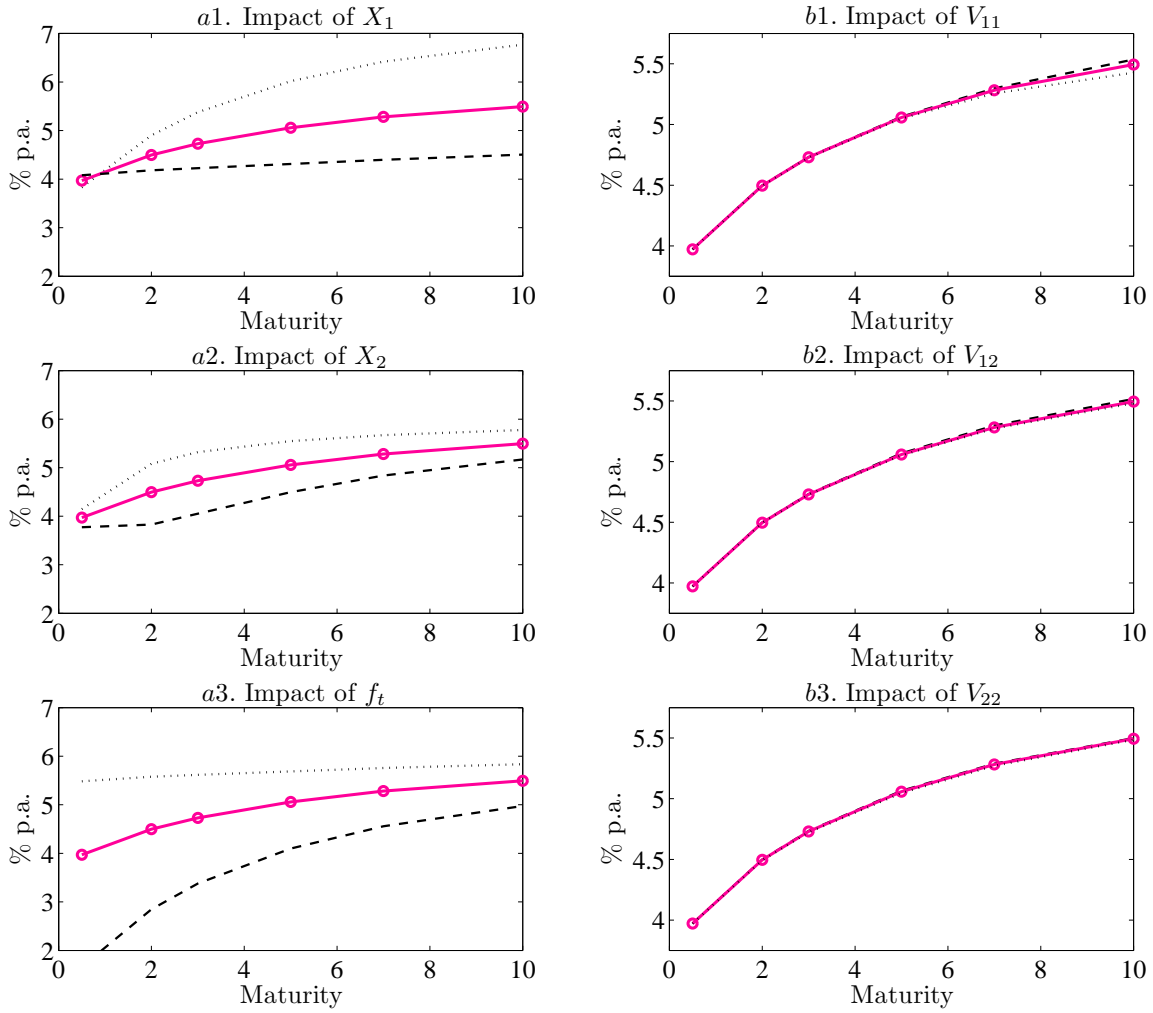 a1. Impact of X₁
% p.a.
7
6
5
4
3
2
0 2 4 6 8 10
Maturity
b1. Impact of V₁₁
% p.a.
5.5
5
4.5
4
0 2 4 6 8 10
Maturity
a2. Impact of X₂
% p.a.
7
6
5
4
3
2
0 2 4 6 8 10
Maturity
b2. Impact of V₁₂
% p.a.
5.5
5
4.5
4
0 2 4 6 8 10
Maturity
a3. Impact of fₜ
% p.a.
7
6
5
4
3
2
0 2 4 6 8 10
Maturity
b3. Impact of V₂₂
% p.a.
5.5
5
4.5
4
0 2 4 6 8 10
Maturity